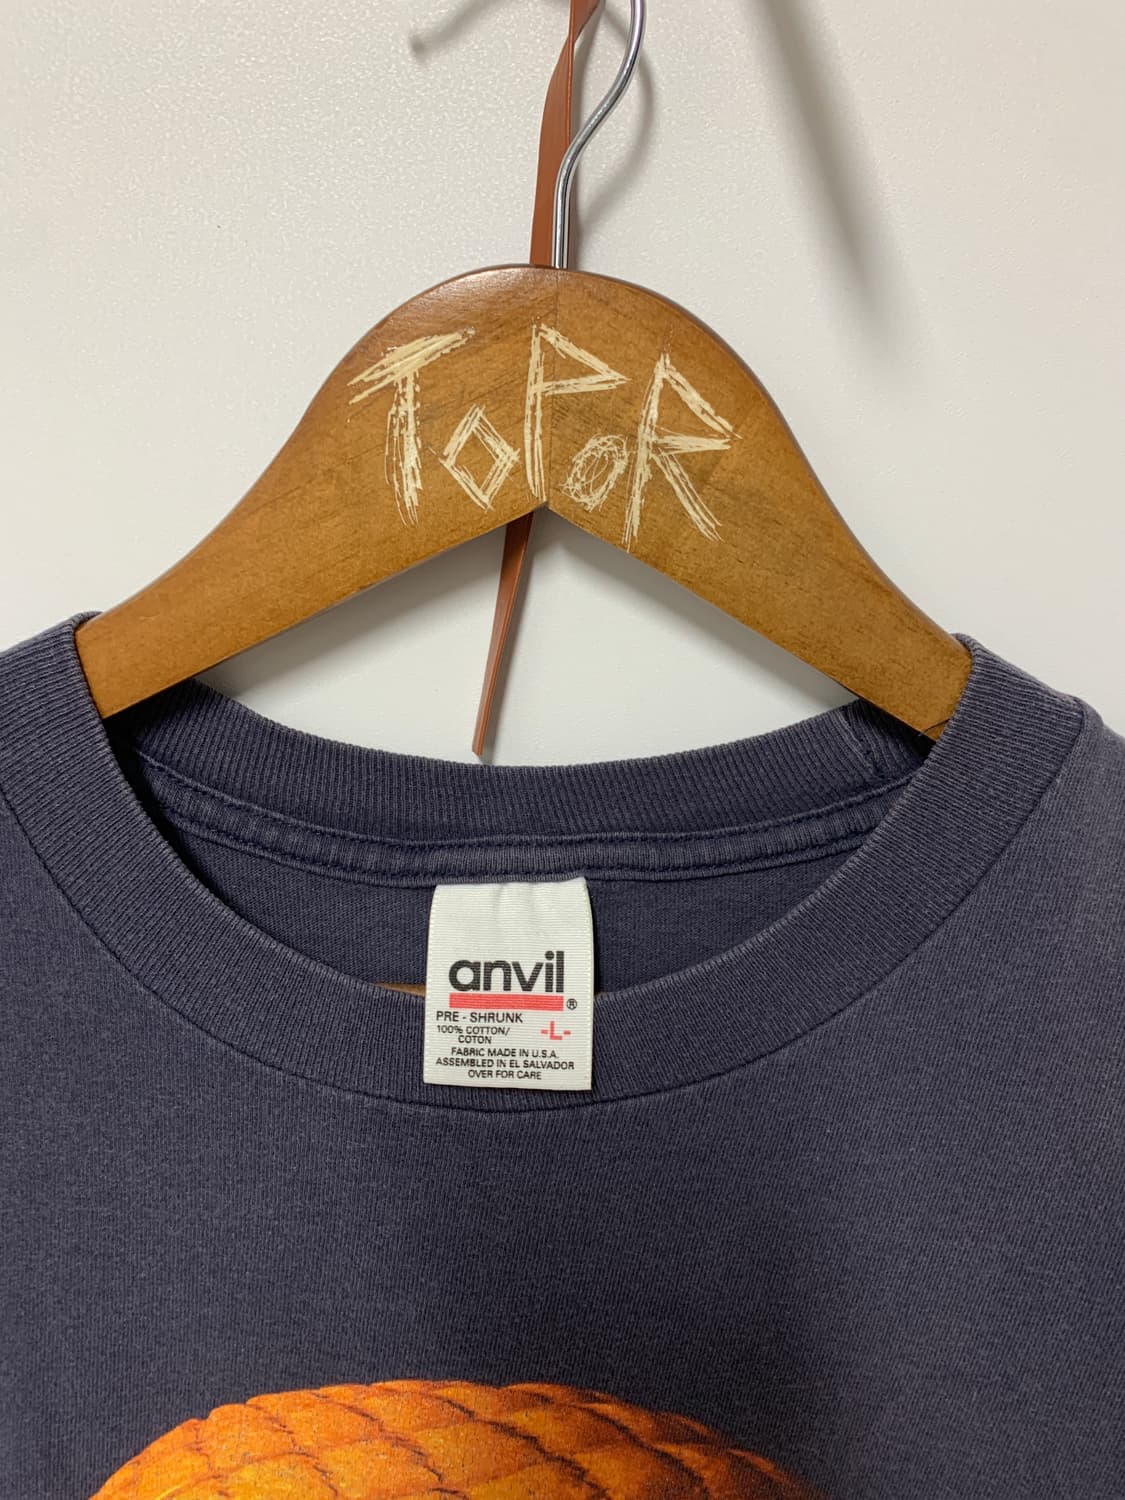 ToPoR
anvil®
PRE - SHRUNK
100% COTTON/
COTON
-L-
FABRIC MADE IN U.S.A.
ASSEMBLED IN EL SALVADOR
OVER FOR CARE